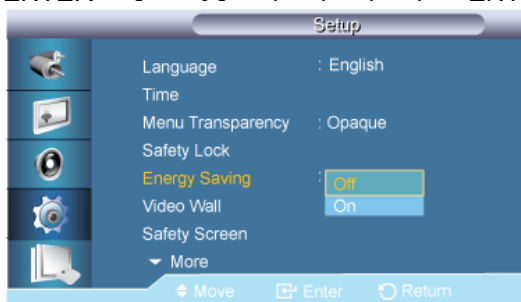 Setup
Language : English
Time
Menu Transparency : Opaque
Safety Lock
Energy Saving : Off
Video Wall On
Safety Screen
More
Move Enter Return